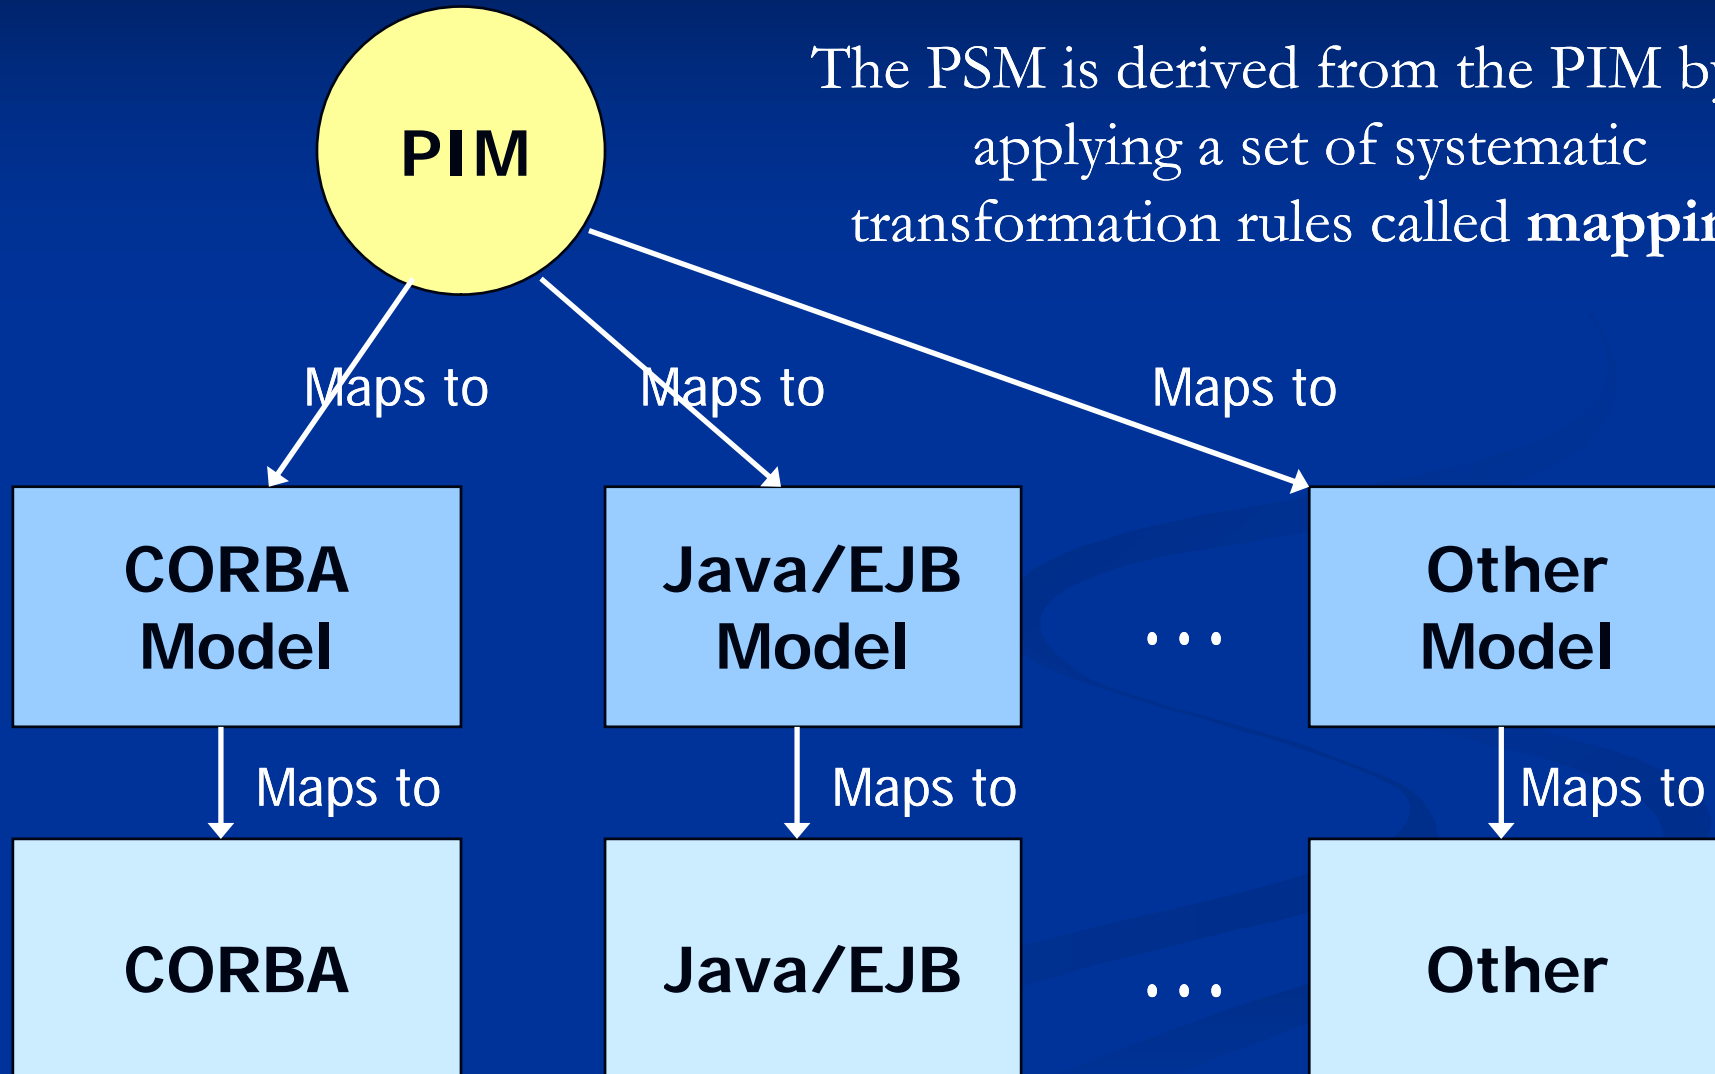 The PSM is derived from the PIM by
applying a set of systematic
transformation rules called mappin
PIM
Maps to Maps to Maps to
CORBA Model
Java/EJB Model
...
Other Model
Maps to Maps to Maps to
CORBA
Java/EJB
...
Other